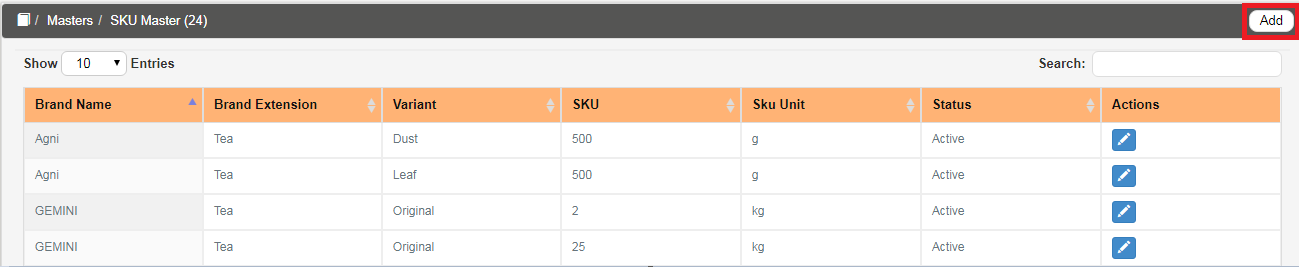 / Masters / SKU Master (24) Add
Show 10 Entries Search:
Brand Name Brand Extension Variant SKU Sku Unit Status Actions
Agni Tea Dust 500 g Active
Agni Tea Leaf 500 g Active
GEMINI Tea Original 2 kg Active
GEMINI Tea Original 25 kg Active